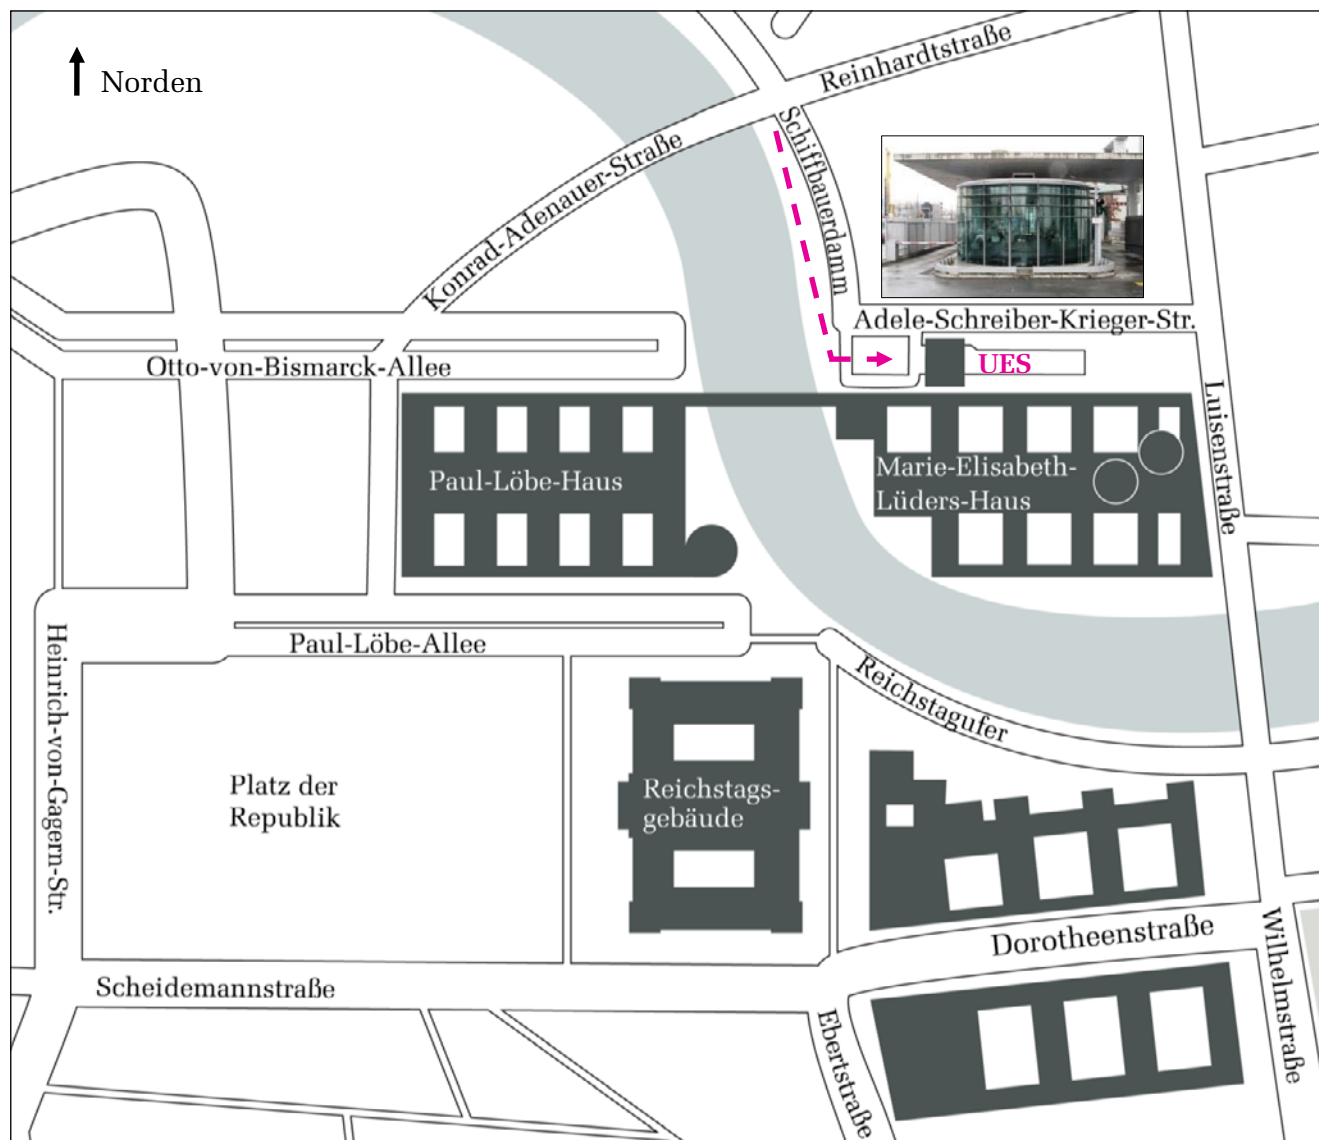 Norden
Reinhardtstraße
Schiffbauerdamm
Konrad-Adenauer-Straße
Adele-Schreiber-Krieger-Str.
Otto-von-Bismarck-Allee
UES
Luisenstraße
Paul-Löbe-Haus
Marie-Elisabeth-
Lüders-Haus
Heinrich-von-Gagern-Str.
Paul-Löbe-Allee
Reichstagufer
Platz der
Republik
Reichstags-
gebäude
Dorotheenstraße
Wilhelmstraße
Scheidemannstraße
Ebertstraße